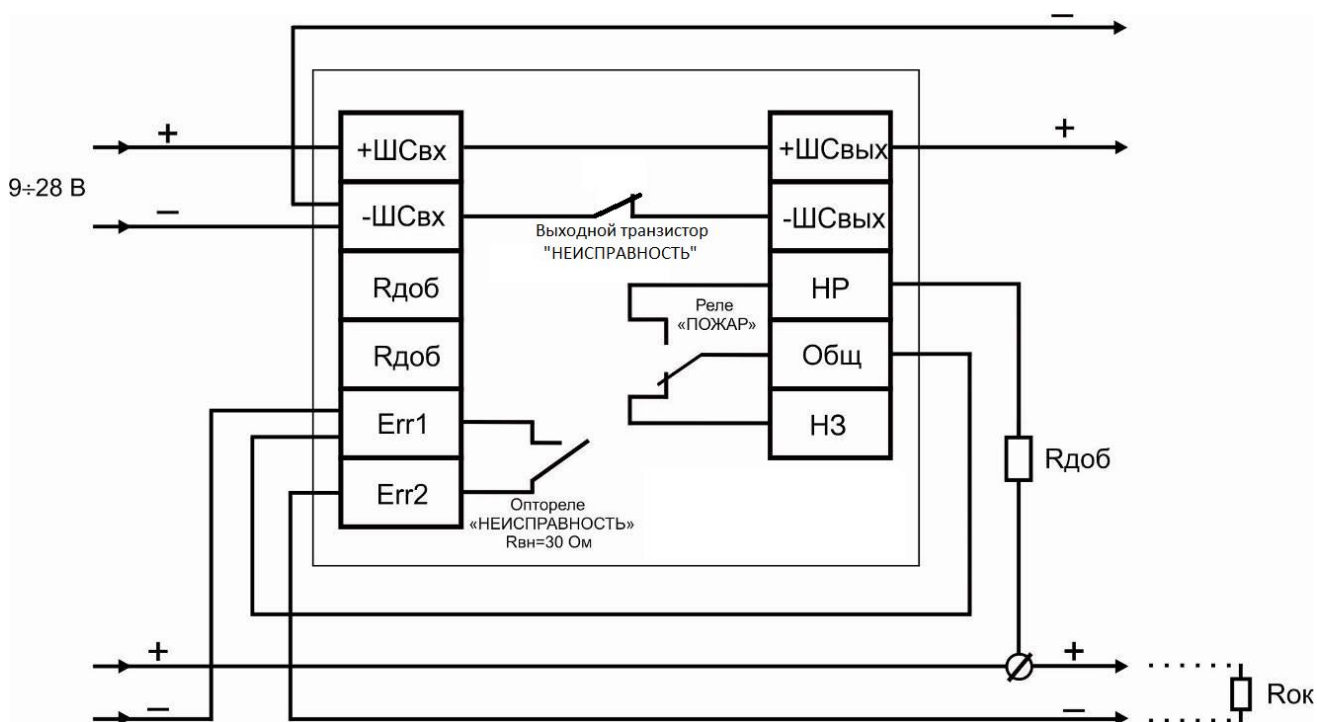 −
+
+
9÷28 В
−
+ШСвх
+ШСвых
-ШСвх
-ШСвых
Выходной транзистор
"НЕИСПРАВНОСТЬ"
Rдоб
НР
Реле
«ПОЖАР»
Rдоб
Общ
Err1
НЗ
Rдоб
Err2
Оптореле
«НЕИСПРАВНОСТЬ»
Rвн=30 Ом
+
+
−
−
Rок